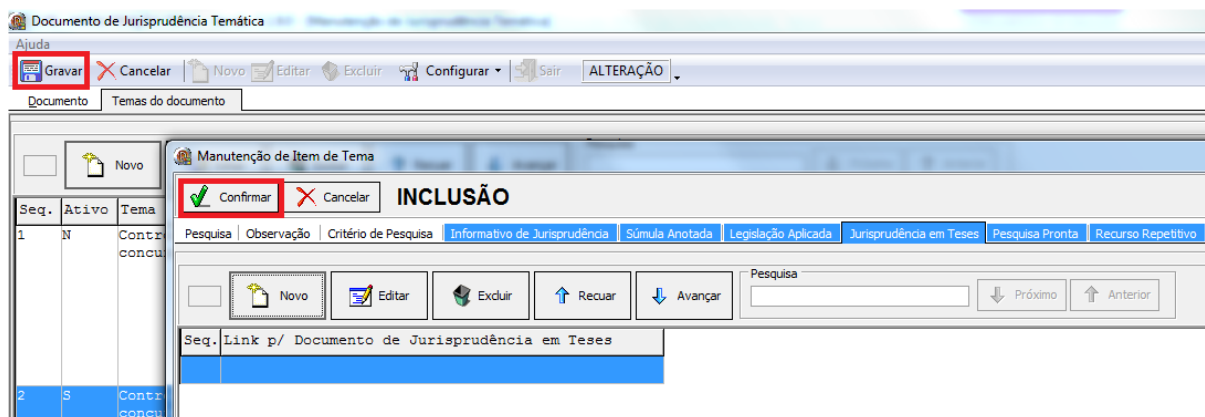 Documento de Jurisprudência Temática
Ajuda
Gravar Cancelar Novo Editar Excluir Configurar Sair ALTERAÇÃO
Documento Temas do documento
Novo
Manutenção de Item de Tema
Confirmar Cancelar INCLUSÃO
Seq. Ativo Tema
Pesquisa Observação Critério de Pesquisa Informativo de Jurisprudência Súmula Anotada Legislação Aplicada Jurisprudência em Teses Pesquisa Pronta Recurso Repetitivo
1 N Contr
concu
Pesquisa
Novo Editar Excluir Recuar Avançar Próximo Anterior
Seq. Link p/ Documento de Jurisprudência em Teses
2 S Contr
concu